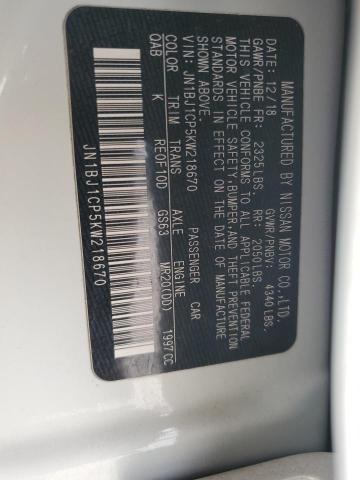 MANUFACTURED BY NISSAN MOTOR CO.,LTD.
12/18 GVWR/PNBV: 4340 LBS.
GAWR/PNBE FR: 2325 LBS. RR: 2050 LBS.
THIS VEHICLE CONFORMS TO ALL APPLICABLE FEDERAL
MOTOR VEHICLE SAFETY, BUMPER, AND THEFT PREVENTION
STANDARDS IN EFFECT ON THE DATE OF MANUFACTURE
SHOWN ABOVE.
JN1BJ1CP5KW218670 PASSENGER CAR
COLOR TRIM TRANS AXLE ENGINE
QAB K RE0F10D GS63 MR20(DD) 1997 CC
JN1BJ1CP5KW218670